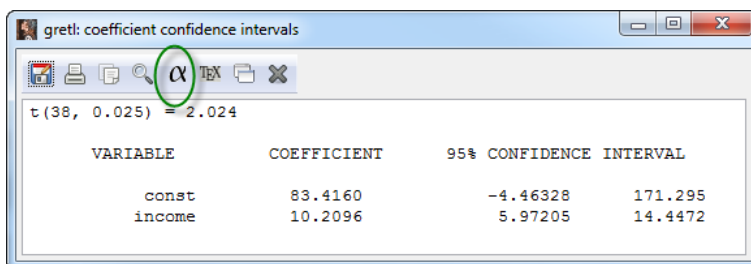 gretl: coefficient confidence intervals
α TEX
t(38, 0.025) = 2.024
VARIABLE COEFFICIENT 95% CONFIDENCE INTERVAL
const 83.4160 -4.46328 171.295
income 10.2096 5.97205 14.4472